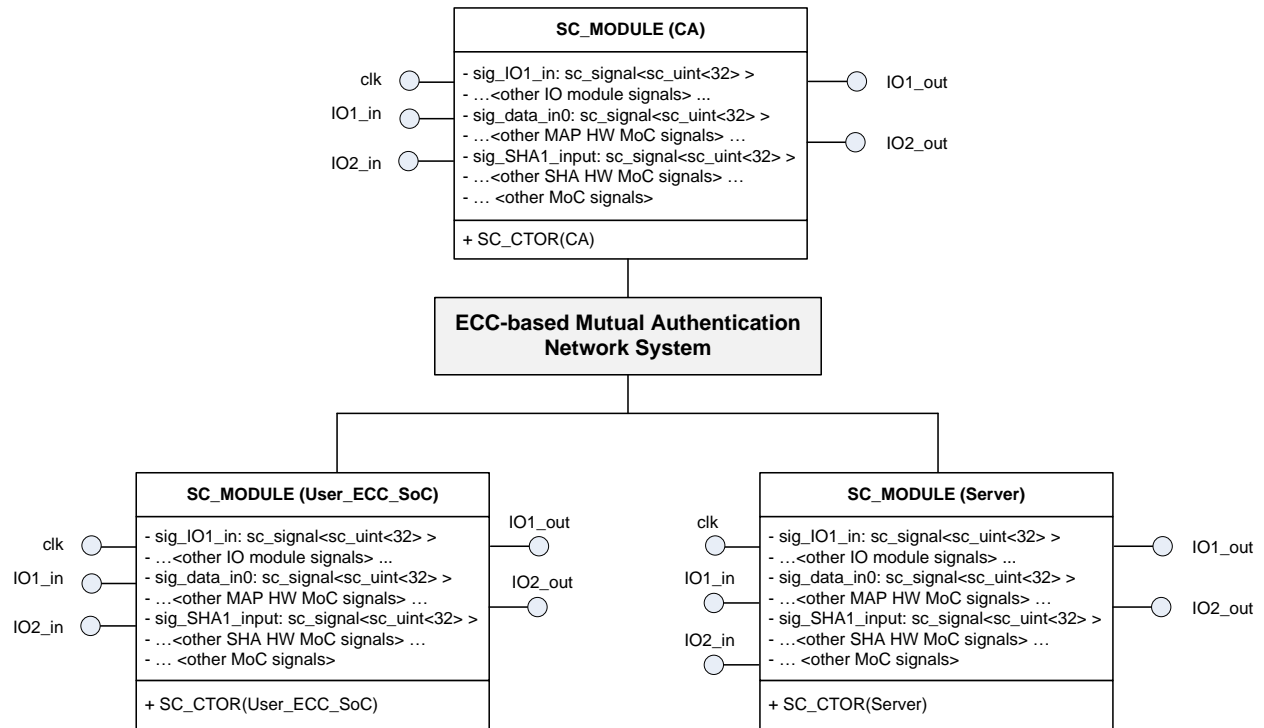 SC_MODULE (CA)
clk
IO1_in
IO2_in
- sig_IO1_in: sc_signal<sc_uint<32> >
- …<other IO module signals> ...
- sig_data_in0: sc_signal<sc_uint<32> >
- …<other MAP HW MoC signals> …
- sig_SHA1_input: sc_signal<sc_uint<32> >
- …<other SHA HW MoC signals> …
- … <other MoC signals>
IO1_out
IO2_out
+ SC_CTOR(CA)
ECC-based Mutual Authentication
Network System
SC_MODULE (User_ECC_SoC)
clk
IO1_in
IO2_in
- sig_IO1_in: sc_signal<sc_uint<32> >
- …<other IO module signals> ...
- sig_data_in0: sc_signal<sc_uint<32> >
- …<other MAP HW MoC signals> …
- sig_SHA1_input: sc_signal<sc_uint<32> >
- …<other SHA HW MoC signals> …
- … <other MoC signals>
IO1_out
IO2_out
+ SC_CTOR(User_ECC_SoC)
SC_MODULE (Server)
clk
IO1_in
IO2_in
- sig_IO1_in: sc_signal<sc_uint<32> >
- …<other IO module signals> ...
- sig_data_in0: sc_signal<sc_uint<32> >
- …<other MAP HW MoC signals> …
- sig_SHA1_input: sc_signal<sc_uint<32> >
- …<other SHA HW MoC signals> …
- … <other MoC signals>
IO1_out
IO2_out
+ SC_CTOR(Server)